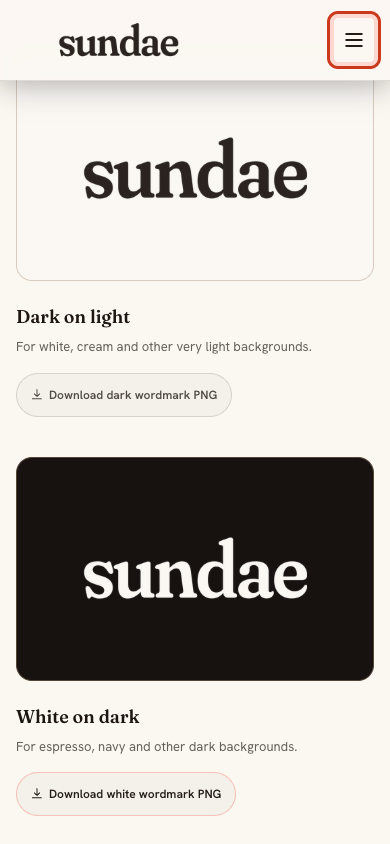 sundae
sundae
Dark on light
For white, cream and other very light backgrounds.
Download dark wordmark PNG
sundae
White on dark
For espresso, navy and other dark backgrounds.
Download white wordmark PNG